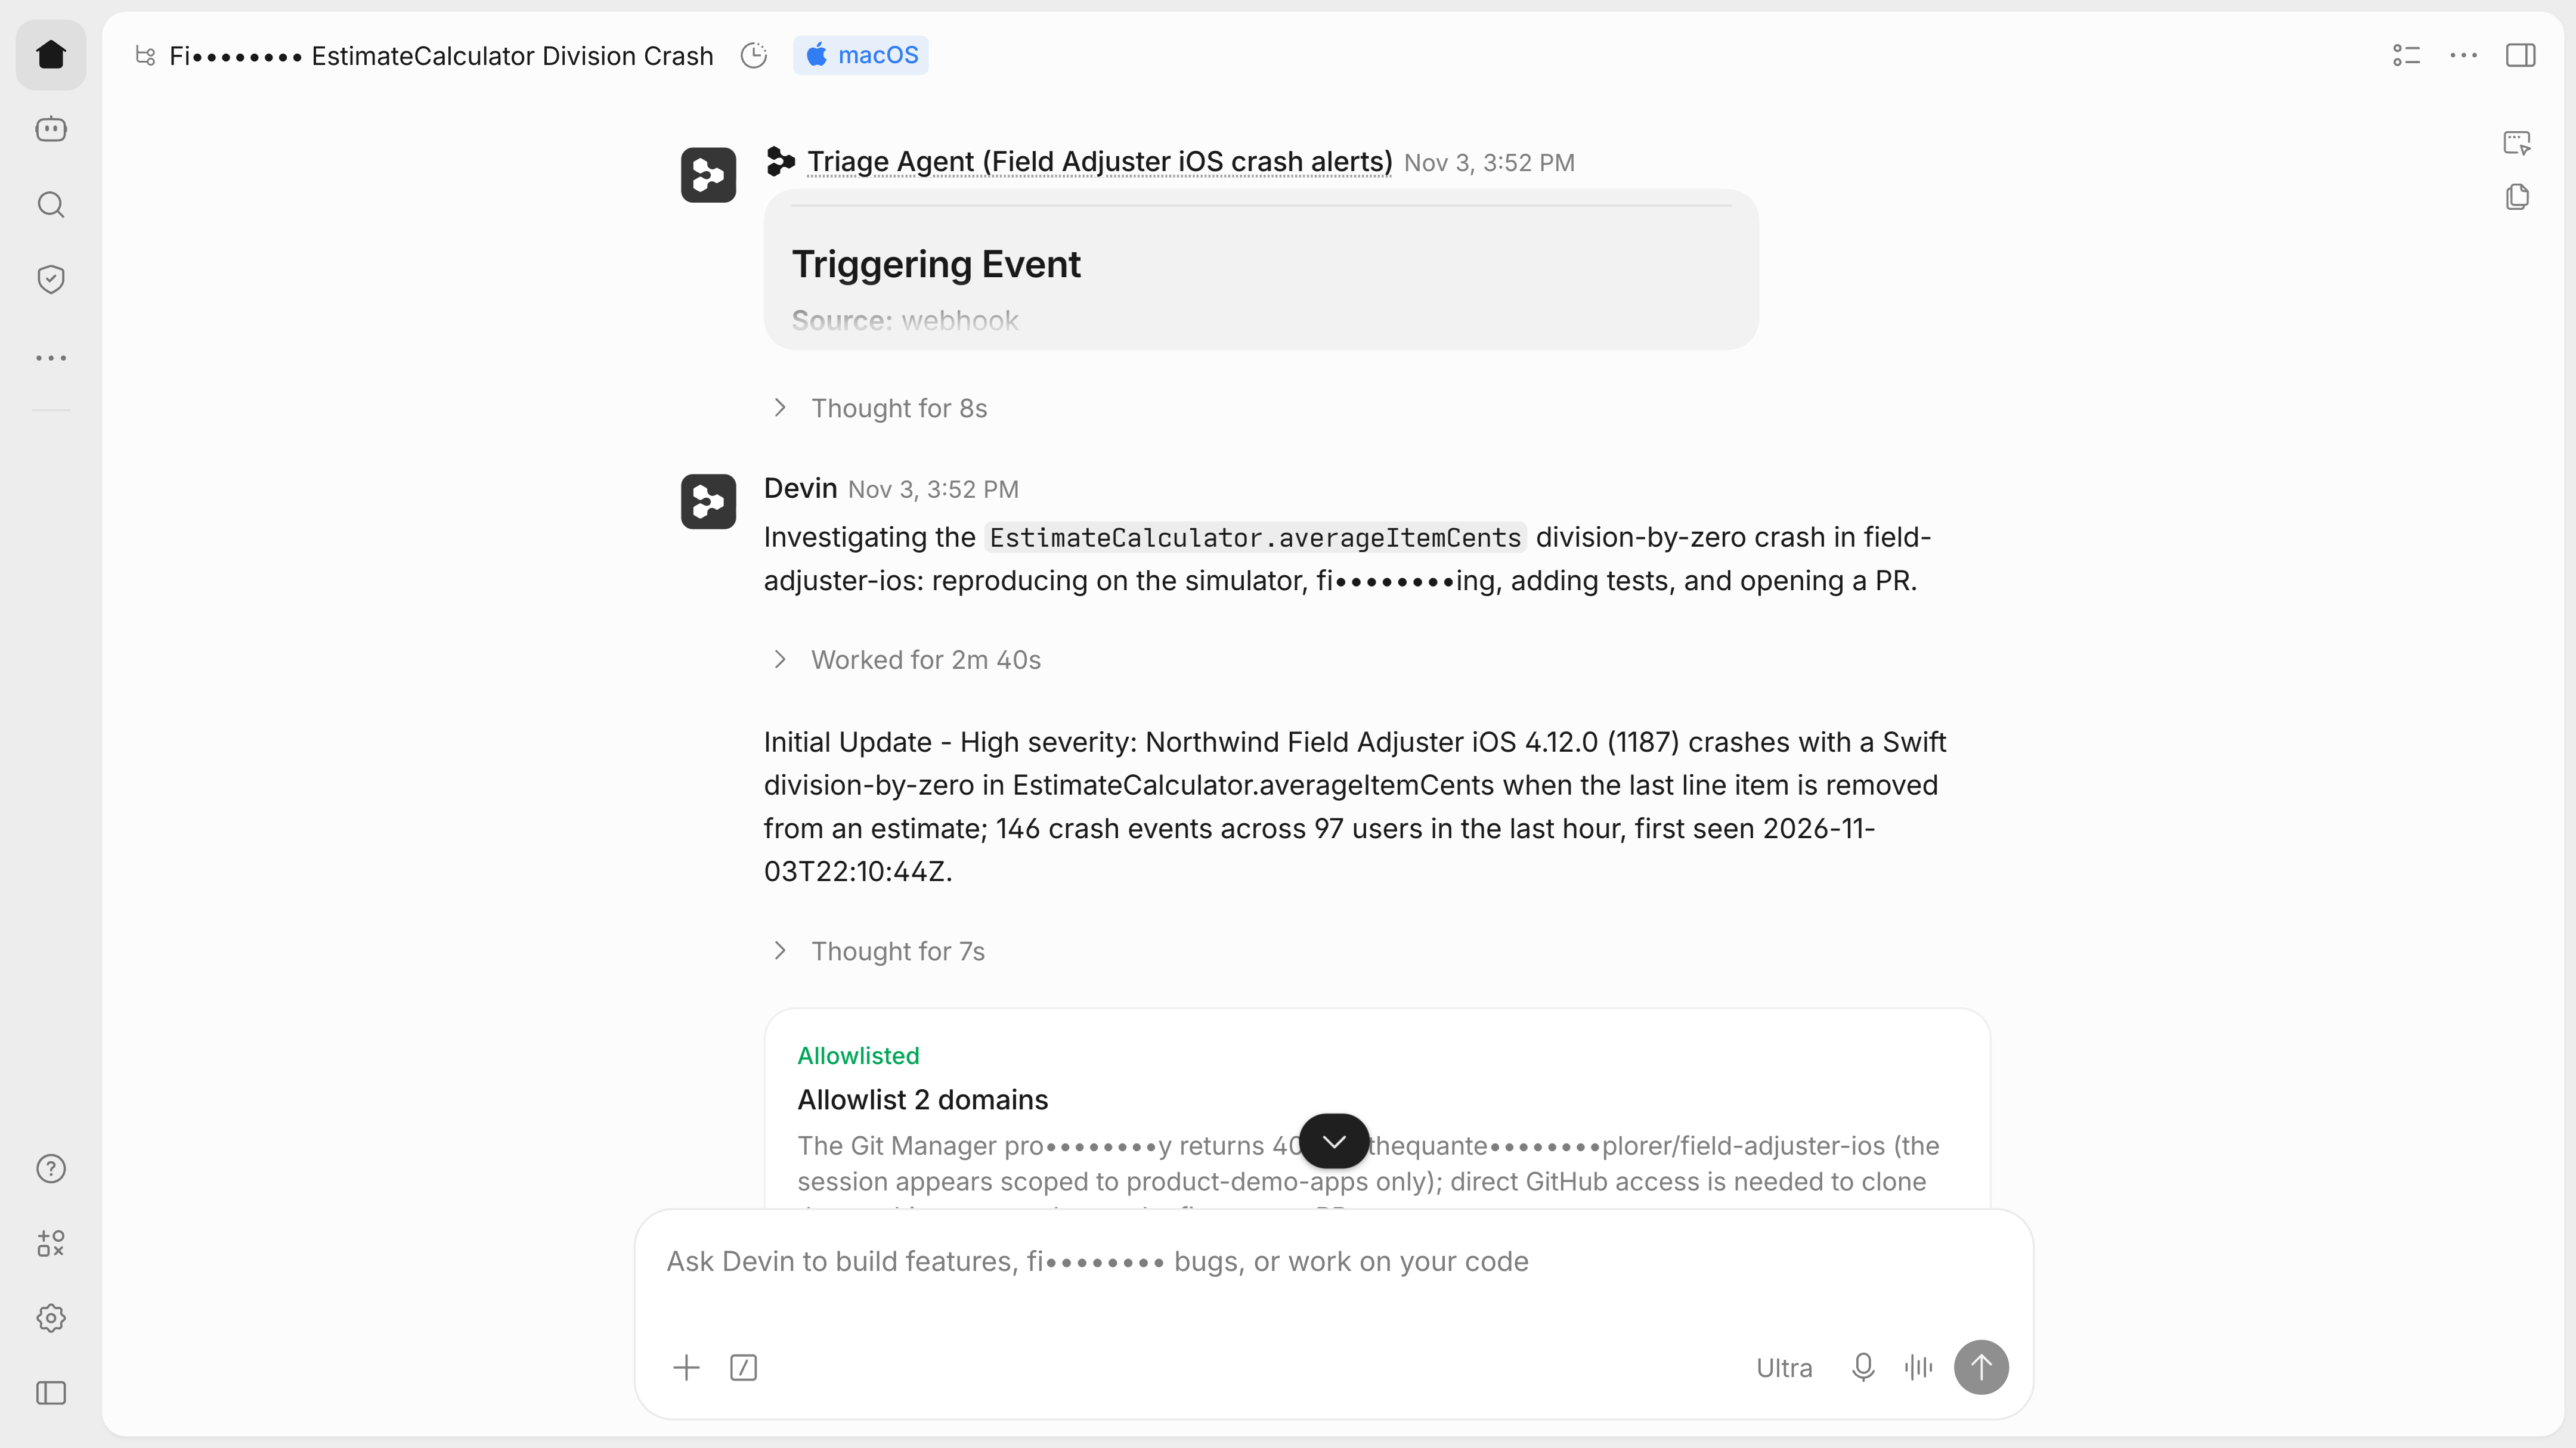 Fi•••••••• EstimateCalculator Division Crash
macOS
Triage Agent (Field Adjuster iOS crash alerts) Nov 3, 3:52 PM
Triggering Event
Source: webhook
Thought for 8s
Devin Nov 3, 3:52 PM
Investigating the EstimateCalculator.averageItemCents division-by-zero crash in field-
adjuster-ios: reproducing on the simulator, fi••••••••ing, adding tests, and opening a PR.
Worked for 2m 40s
Initial Update - High severity: Northwind Field Adjuster iOS 4.12.0 (1187) crashes with a Swift
division-by-zero in EstimateCalculator.averageItemCents when the last line item is removed
from an estimate; 146 crash events across 97 users in the last hour, first seen 2026-11-
03T22:10:44Z.
Thought for 7s
Allowlisted
Allowlist 2 domains
The Git Manager pro••••••••y returns 40 thequante••••••••plorer/field-adjuster-ios (the
session appears scoped to product-demo-apps only); direct GitHub access is needed to clone
Ask Devin to build features, fi•••••••• bugs, or work on your code
Ultra